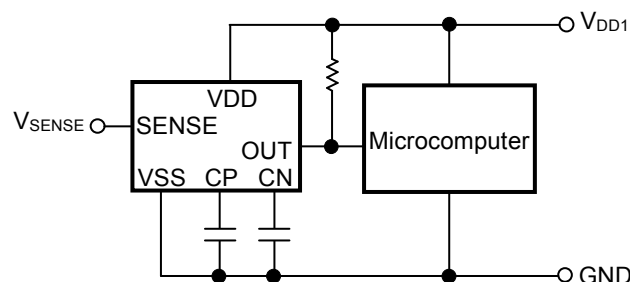 VDD1
VDD
VSENSE
SENSE
OUT
Microcomputer
VSS CP CN
GND